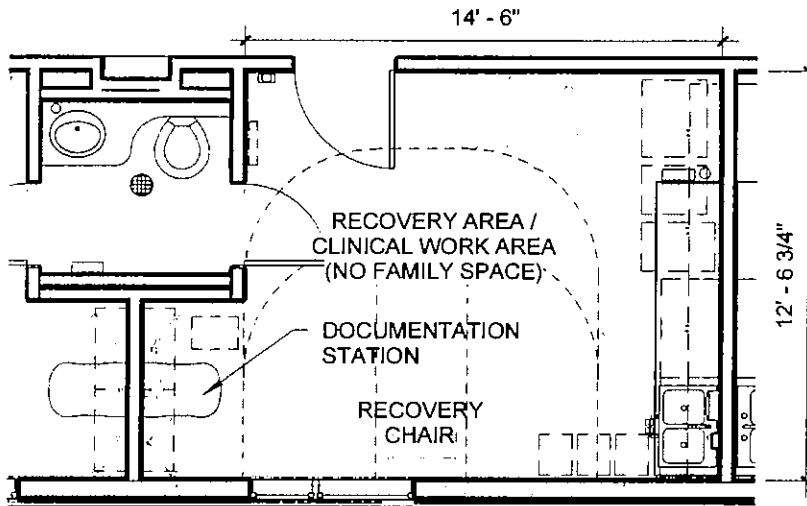 14' - 6"
RECOVERY AREA /
CLINICAL WORK AREA
(NO FAMILY SPACE)
12' - 6 3/4"
DOCUMENTATION
STATION
RECOVERY
CHAIR